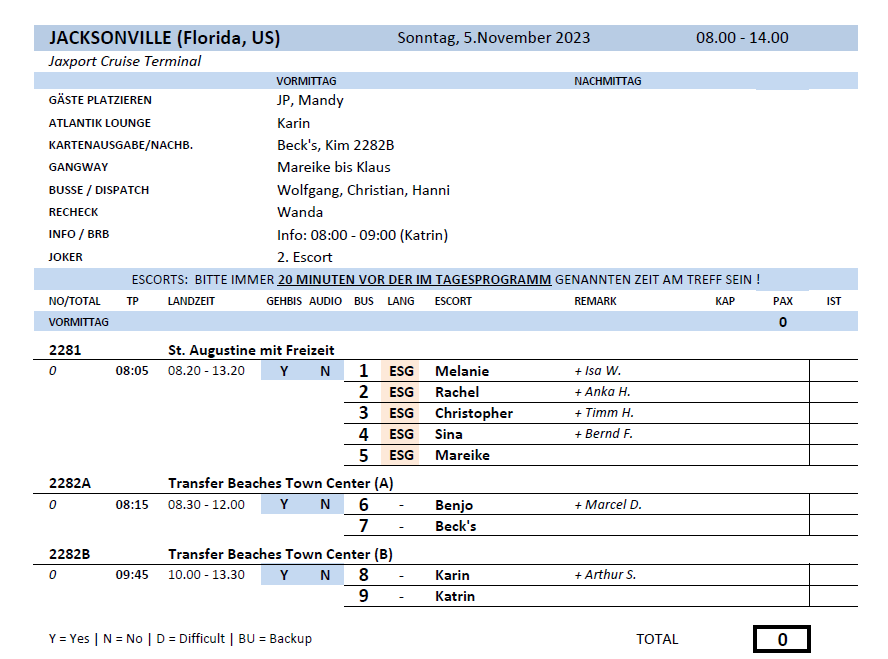 JACKSONVILLE (Florida, US) Sonntag, 5.November 2023 08.00 - 14.00
Jaxport Cruise Terminal
VORMITTAG NACHMITTAG
GÄSTE PLATZIEREN JP, Mandy
ATLANTIK LOUNGE Karin
KARTENAUSGABE/NACHB. Beck's, Kim 2282B
GANGWAY Mareike bis Klaus
BUSSE / DISPATCH Wolfgang, Christian, Hanni
RECHECK Wanda
INFO / BRB Info: 08:00 - 09:00 (Katrin)
JOKER 2. Escort
ESCORTS: BITTE IMMER 20 MINUTEN VOR DER IM TAGESPROGRAMM GENANNTEN ZEIT AM TREFF SEIN !
NO/TOTAL TP LANDZEIT GEHBIS AUDIO BUS LANG ESCORT REMARK KAP PAX IST
VORMITTAG 0
2281 St. Augustine mit Freizeit
0 08:05 08.20 - 13.20 Y N 1 ESG Melanie + Isa W.
2 ESG Rachel + Anka H.
3 ESG Christopher + Timm H.
4 ESG Sina + Bernd F.
5 ESG Mareike
2282A Transfer Beaches Town Center (A)
0 08:15 08.30 - 12.00 Y N 6 - Benjo + Marcel D.
7 - Beck's
2282B Transfer Beaches Town Center (B)
0 09:45 10.00 - 13.30 Y N 8 - Karin + Arthur S.
9 - Katrin
Y = Yes | N = No | D = Difficult | BU = Backup TOTAL 0